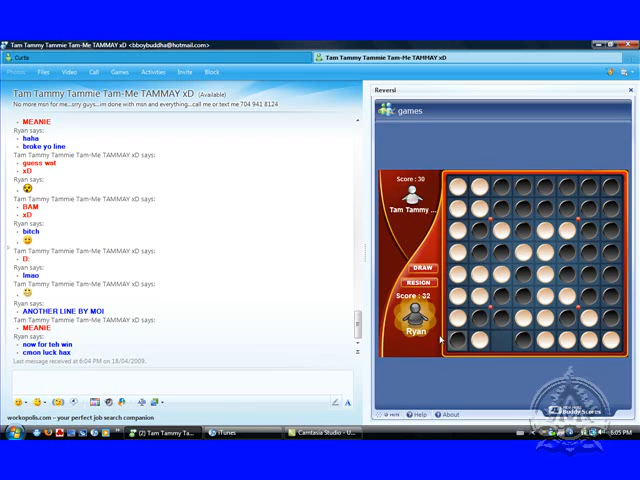 Tam Tammy Tammie Tam-Me TAMMAY xD <bboybuddha@hotmail.com>
Curtis
Tam Tammy Tammie Tam-Me TAMMAY xD
Photos Files Video Call Games Activities Invite Block
Tam Tammy Tammie Tam-Me TAMMAY xD (Available)
No more msn for me...srry guys...im done with msn and everything...call me or text me 704 941 8124
MEANIE
Ryan says:
haha
broke yo line
Tam Tammy Tammie Tam-Me TAMMAY xD says:
guess wat
xD
Ryan says:
Tam Tammy Tammie Tam-Me TAMMAY xD says:
BAM
xD
Ryan says:
bitch
Tam Tammy Tammie Tam-Me TAMMAY xD says:
D:
Ryan says:
lmao
Tam Tammy Tammie Tam-Me TAMMAY xD says:
Ryan says:
ANOTHER LINE BY MOI
Tam Tammy Tammie Tam-Me TAMMAY xD says:
MEANIE
Ryan says:
now for teh win
cmon luck hax
Last message received at 6:04 PM on 18/04/2009.
A
workopolis.com – your perfect job search companion
Reversi
games
Score : 30
Tam Tammy ...
DRAW
RESIGN
Score : 32
Ryan
Help About
Buddy Scores
(2) Tam Tammy Ta...
iTunes
Camtasia Studio - U...
6:05 PM